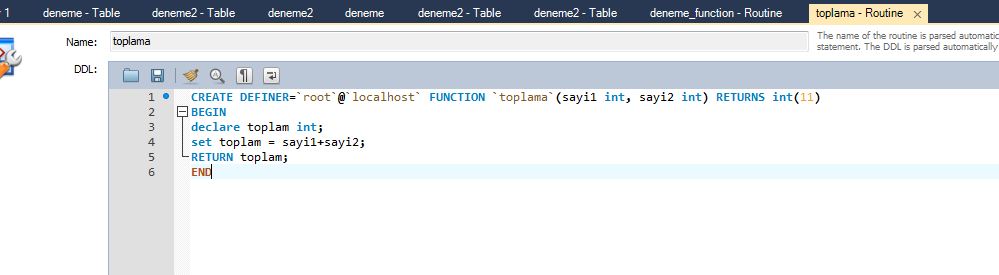 r 1 deneme - Table deneme2 - Table deneme2 deneme deneme2 - Table deneme2 - Table deneme2 - Table deneme_function - Routine toplama - Routine ×
Name: toplama The name of the routine is parsed automatic
statement. The DDL is parsed automatically
DDL:
1 CREATE DEFINER=`root`@`localhost` FUNCTION `toplama`(sayi1 int, sayi2 int) RETURNS int(11)
2 BEGIN
3 declare toplam int;
4 set toplam = sayi1+sayi2;
5 RETURN toplam;
6 END